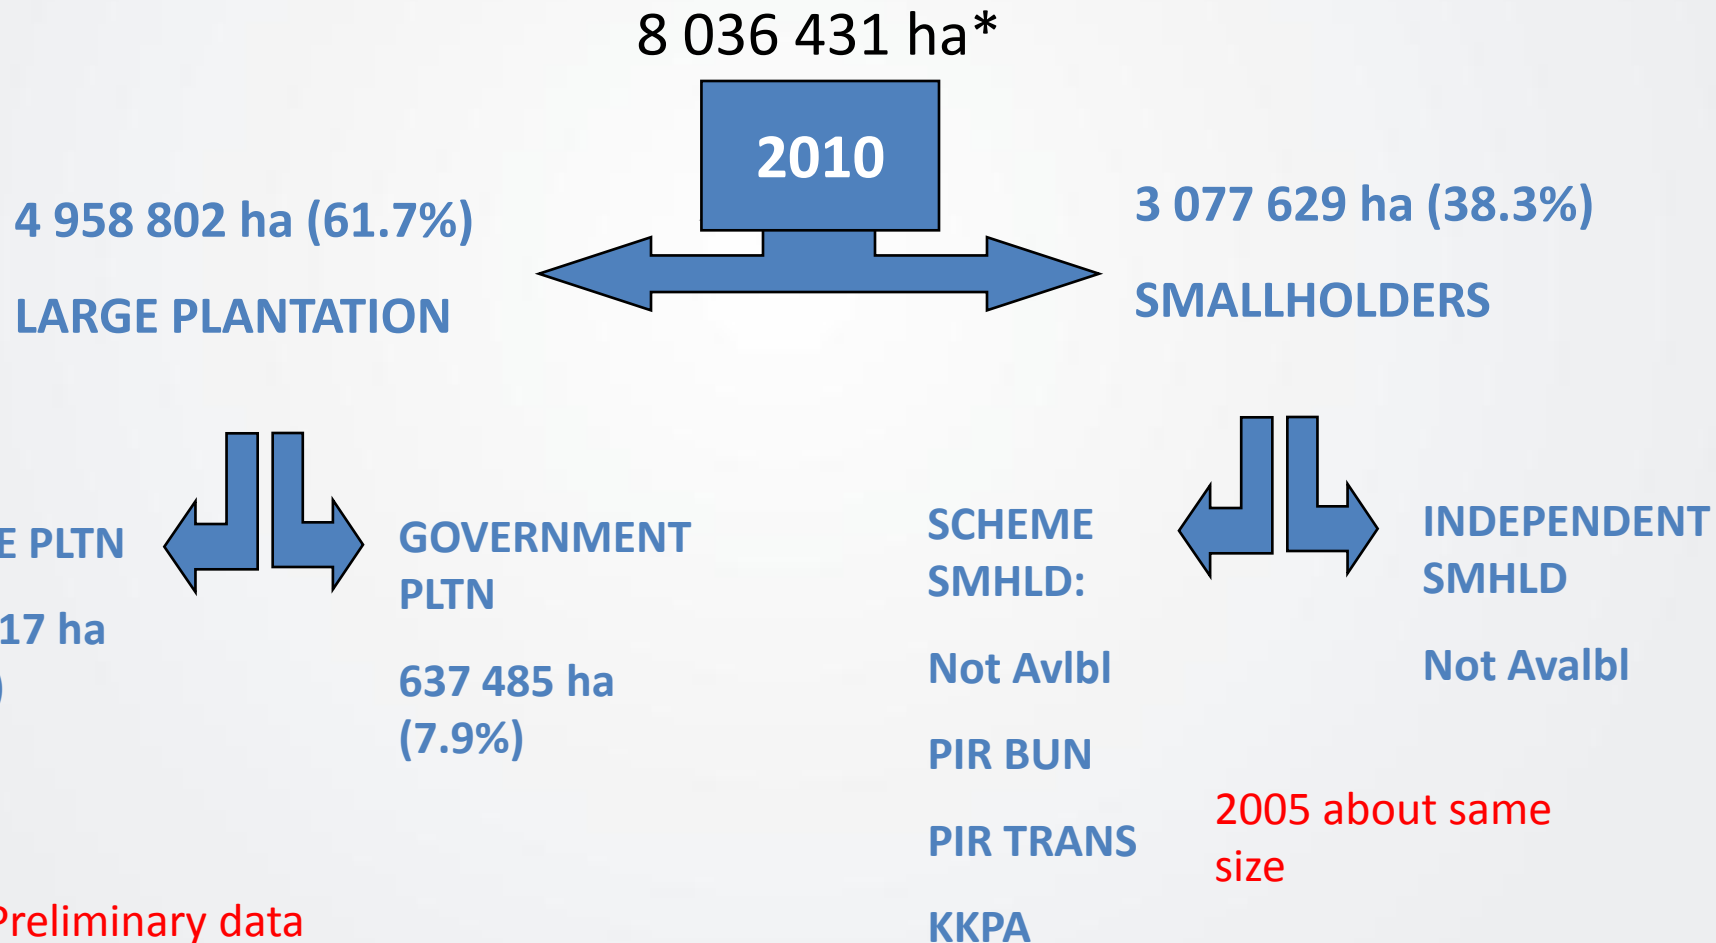 8 036 431 ha*
2010
4 958 802 ha (61.7%)
LARGE PLANTATION
3 077 629 ha (38.3%)
SMALLHOLDERS
PLTN
17 ha
)
GOVERNMENT
PLTN
637 485 ha
(7.9%)
SCHEME
SMHLD:
Not Avlbl
PIR BUN
PIR TRANS
KKPA
INDEPENDENT
SMHLD
Not Avalbl
2005 about same
size
Preliminary data